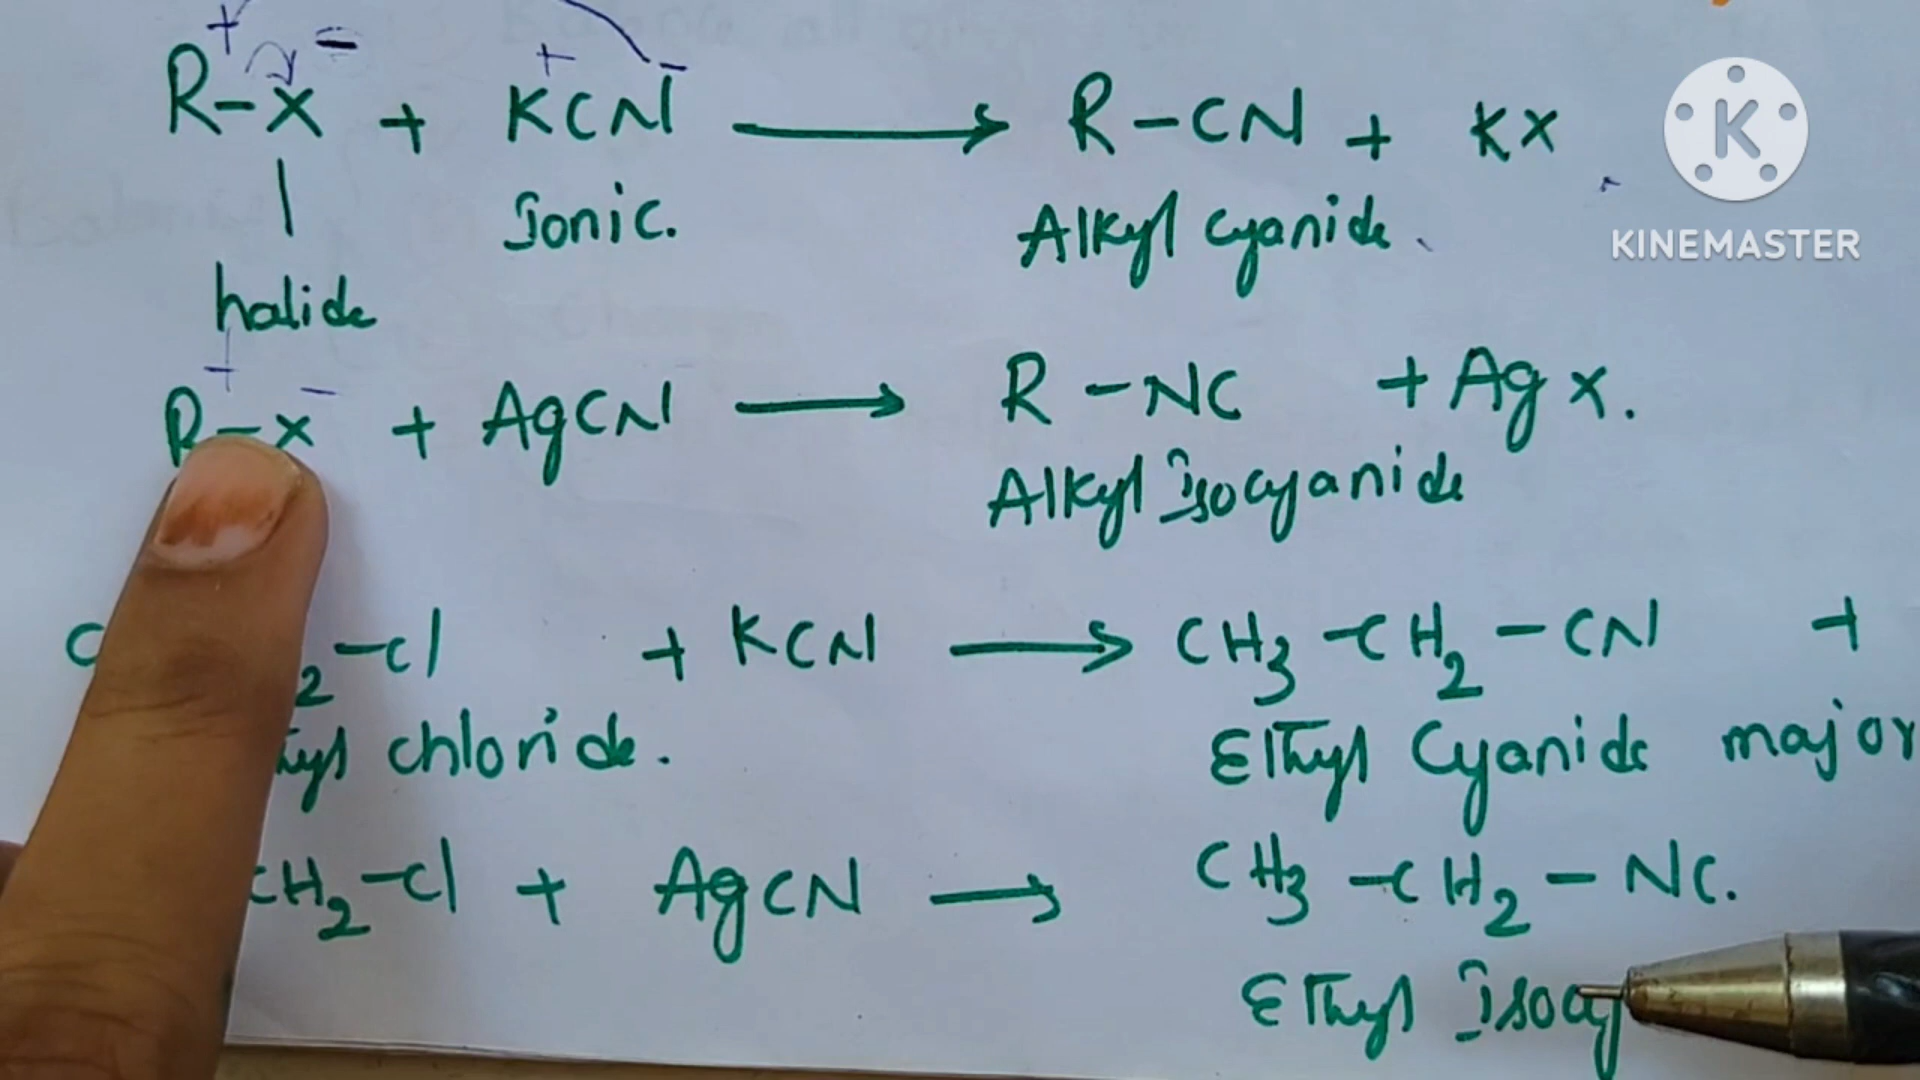 R-X + KCN → R-CN + KX
Ionic. Alkyl cyanide.
halide
R-X + AgCN → R-NC + AgX.
Alkyl isocyanide
2-Cl + KCN → CH3-CH2-CN +
chloride. Ethyl Cyanide major
CH2-Cl + AgCN → CH3-CH2-NC.
Ethyl
K
KINEMASTER